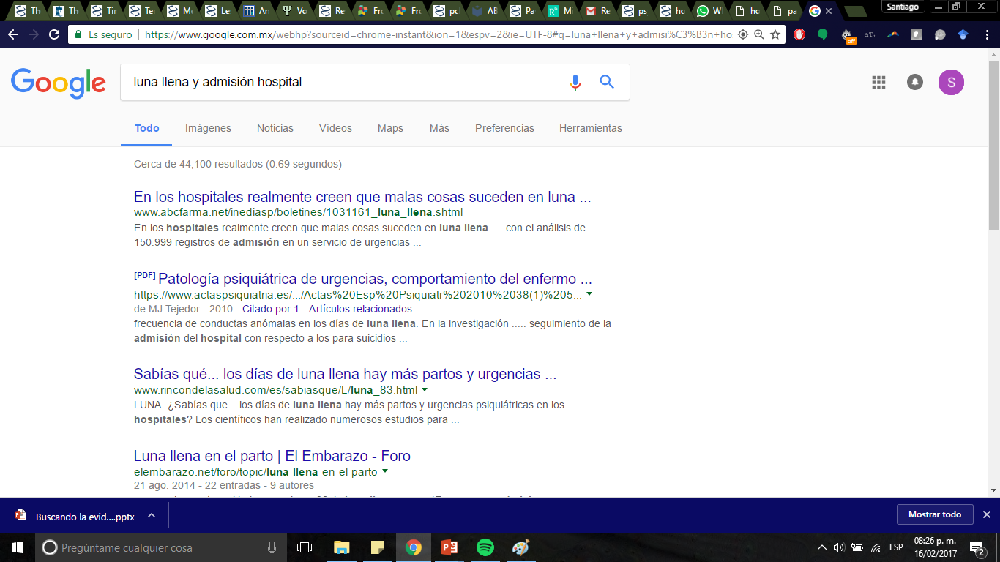 Th
Th
Tir
Te
M
Le
An
Vo
Re
Fro
Fro
pc
AB
Pa
Mi
Re
ps
ho
W
ho
pa
Santiago
Es seguro
https://www.google.com.mx/webhp?sourceid=chrome-instant&ion=1&espv=2&ie=UTF-8#q=luna+llena+y+admisi%C3%B3n+ho
off
aT.
Google
luna llena y admisión hospital
S
Todo Imágenes Noticias Vídeos Maps Más Preferencias Herramientas
Cerca de 44,100 resultados (0.69 segundos)
En los hospitales realmente creen que malas cosas suceden en luna ...
www.abcfarma.net/inediasp/boletines/1031161_luna_llena.shtml
En los hospitales realmente creen que malas cosas suceden en luna llena. ... con el análisis de
150.999 registros de admisión en un servicio de urgencias ...
[PDF] Patología psiquiátrica de urgencias, comportamiento del enfermo ...
https://www.actaspsiquiatria.es/.../Actas%20Esp%20Psiquiatr%202010%2038(1)%205...
de MJ Tejedor - 2010 - Citado por 1 - Artículos relacionados
frecuencia de conductas anómalas en los días de luna llena. En la investigación ..... seguimiento de la
admisión del hospital con respecto a los para suicidios ...
Sabías qué... los días de luna llena hay más partos y urgencias ...
www.rincondelasalud.com/es/sabiasque/L/luna_83.html
LUNA. ¿Sabías que... los días de luna llena hay más partos y urgencias psiquiátricas en los
hospitales? Los científicos han realizado numerosos estudios para ...
Luna llena en el parto | El Embarazo - Foro
elembarazo.net/foro/topic/luna-llena-en-el-parto
21 ago. 2014 - 22 entradas - 9 autores
Buscando la evid....pptx
Mostrar todo
Pregúntame cualquier cosa
ESP
08:26 p. m.
16/02/2017
2